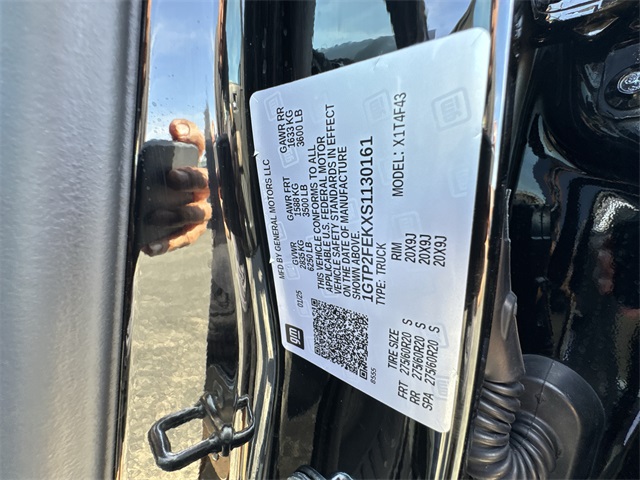 MFD BY GENERAL MOTORS LLC
01/25 GVWR GAWR FRT GAWR RR
2835 KG 1588 KG 1633 KG
6250 LB 3500 LB 3600 LB
THIS VEHICLE CONFORMS TO ALL
APPLICABLE U.S. FEDERAL MOTOR
VEHICLE SAFETY STANDARDS IN EFFECT
ON THE DATE OF MANUFACTURE
SHOWN ABOVE.
1GTP2FEKXS1130161
TYPE: TRUCK MODEL: X1T4F43
TIRE SIZE RIM
FRT 275/60R20 S 20X9J
RR 275/60R20 S 20X9J
SPA 275/60R20 S 20X9J
gm
6555